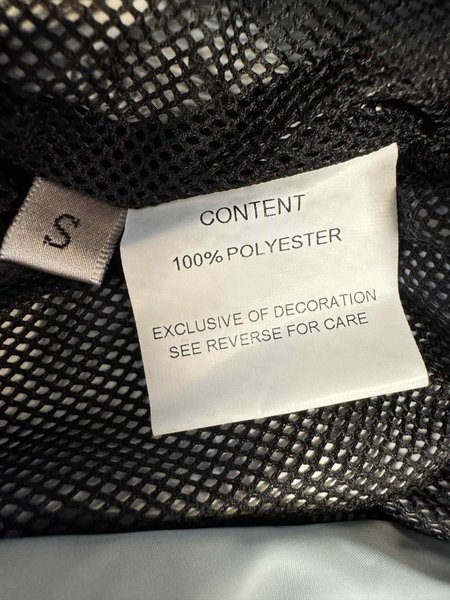 S
CONTENT
100% POLYESTER
EXCLUSIVE OF DECORATION
SEE REVERSE FOR CARE